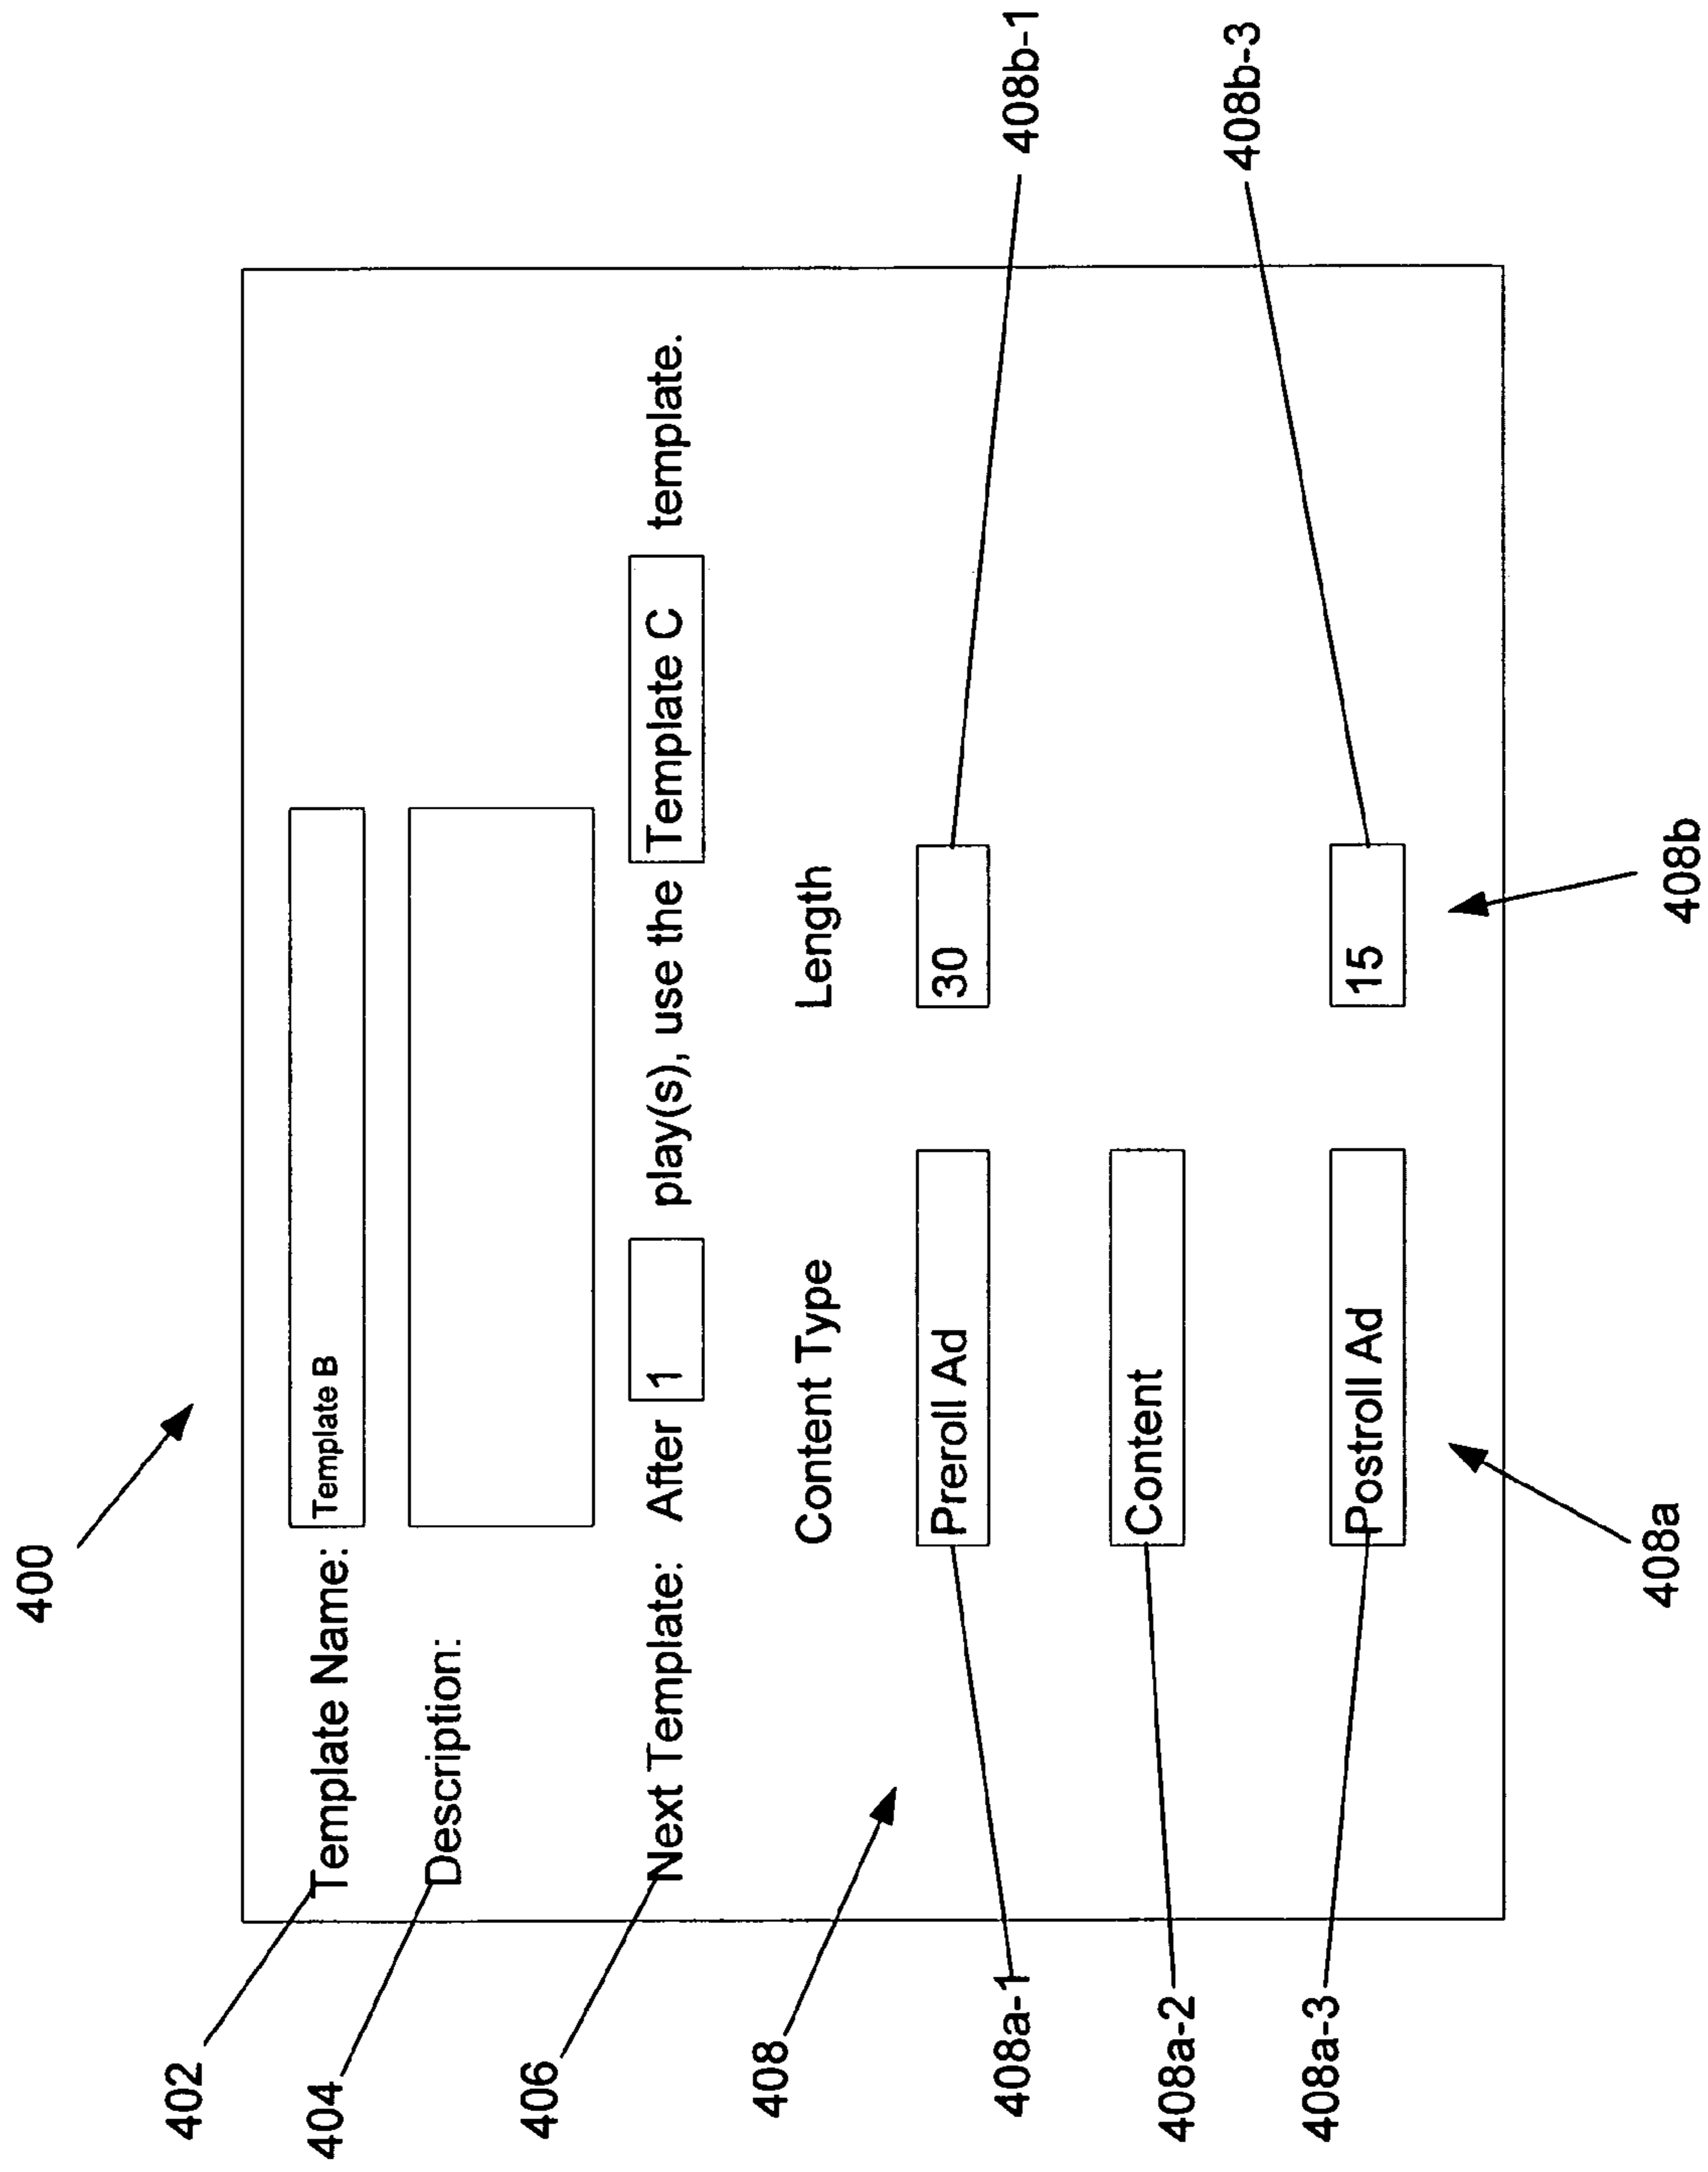 400
402
Template Name: Template B
404
Description:
406
Next Template: After 1 play(s), use the Template C template.
408
Content Type Length
408a-1 Preroll Ad 30 408b-1
408a-2 Content
408a-3 Postroll Ad 15 408b-3
408a 408b